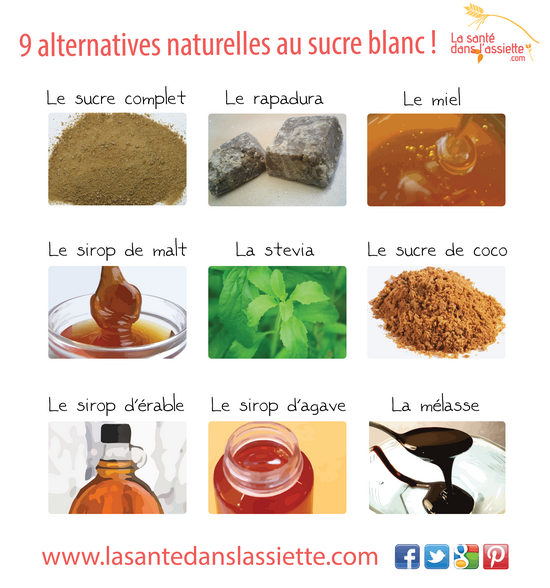 9 alternatives naturelles au sucre blanc !
La santé
dans l'assiette
.com
Le sucre complet
Le rapadura
Le miel
Le sirop de malt
La stevia
Le sucre de coco
Le sirop d'érable
Le sirop d'agave
La mélasse
www.lasantedanslassiette.com